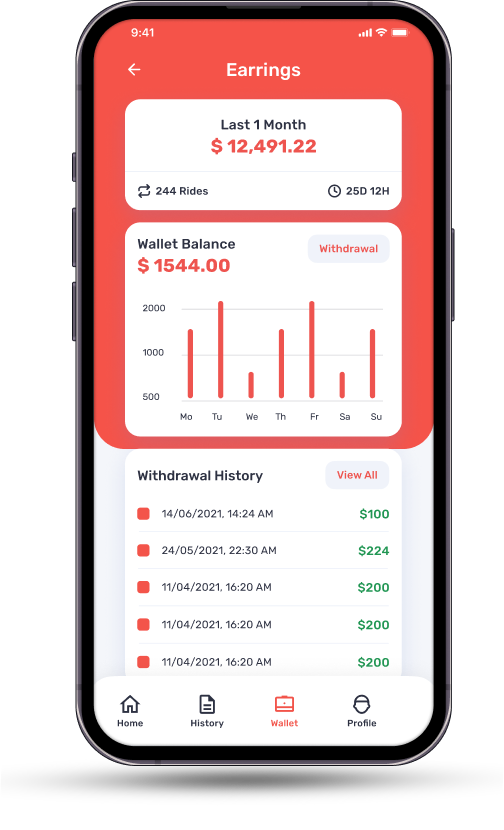 9:41
Earrings
Last 1 Month
$ 12,491.22
244 Rides
25D 12H
Wallet Balance
Withdrawal
$ 1544.00
2000
1000
500
Mo Tu We Th Fr Sa Su
Withdrawal History
View All
14/06/2021, 14:24 AM $100
24/05/2021, 22:30 AM $224
11/04/2021, 16:20 AM $200
11/04/2021, 16:20 AM $200
11/04/2021, 16:20 AM $200
Home History Wallet Profile